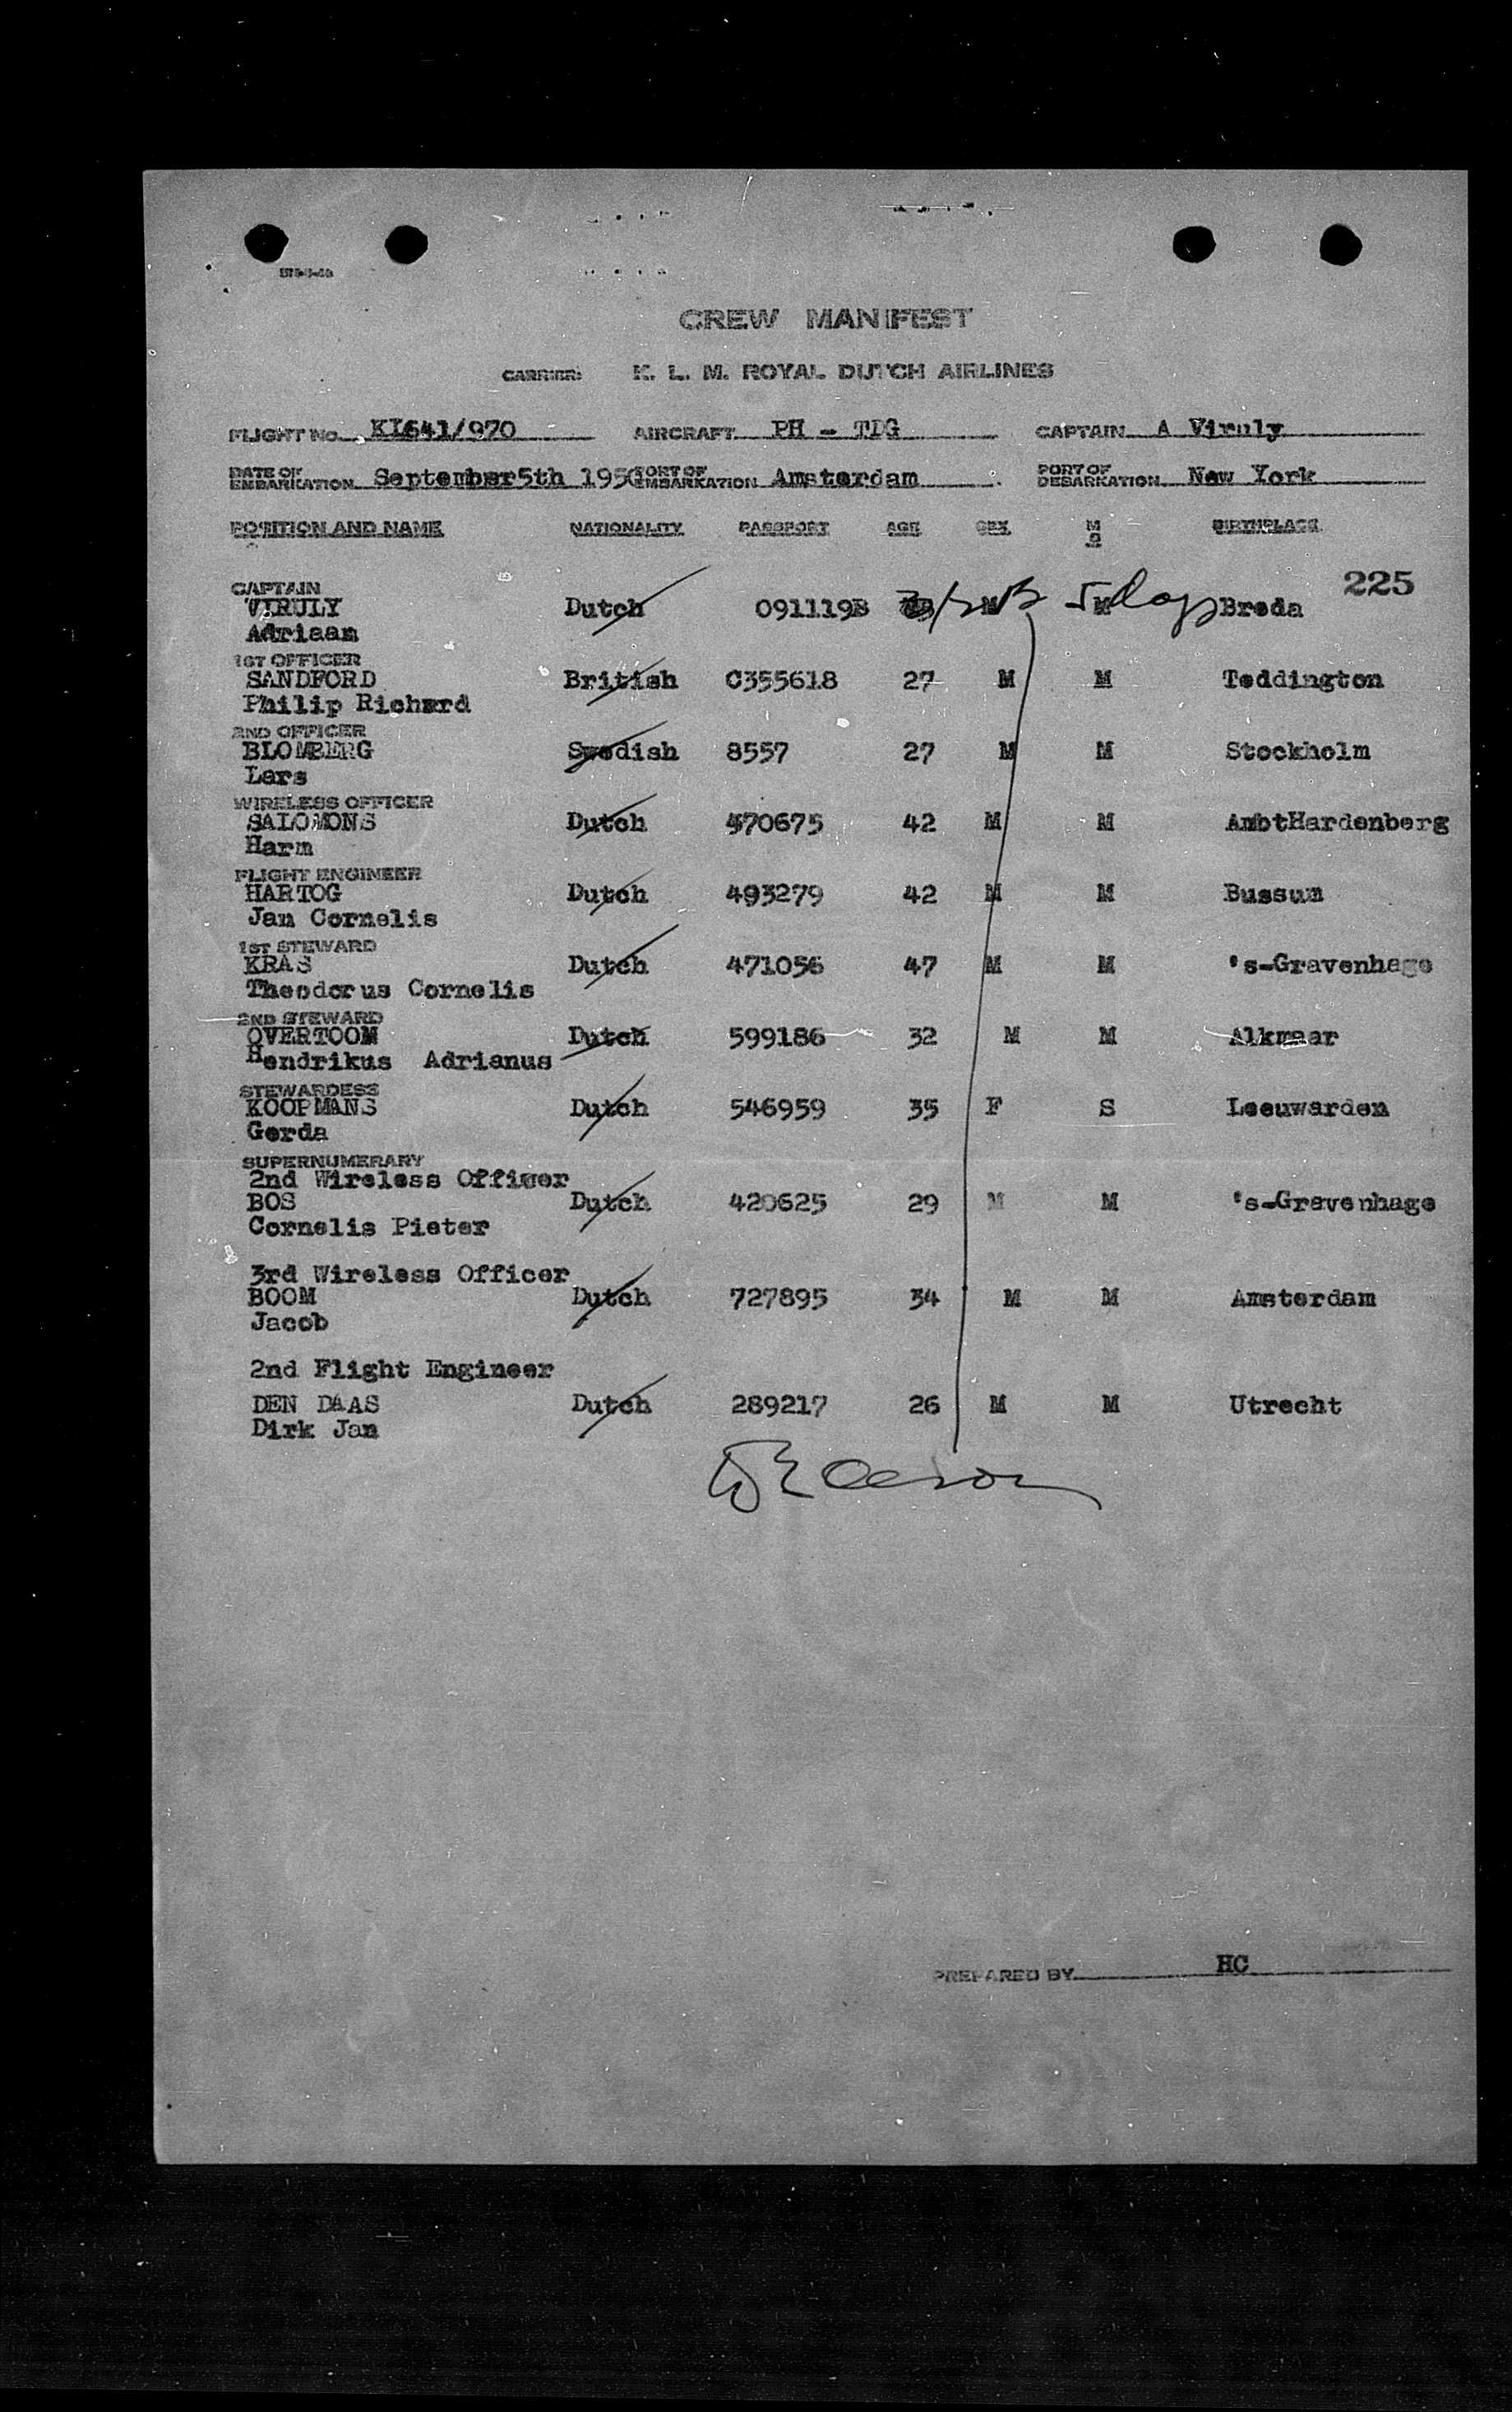 CREW MANIFEST
CARRIER: K. L. M. ROYAL DUTCH AIRLINES
FLIGHT No. KL641/970 AIRCRAFT PH - TDG CAPTAIN A Viruly
DATE OF EMBARKATION September5th 1950 PORT OF EMBARKATION Amsterdam PORT OF DEBARKATION New York
POSITION AND NAME NATIONALITY PASSPORT AGE SEX M S BIRTHPLACE
225
CAPTAIN
VIRULY Dutch 091119B M 5 days Breda
Adriaan
1ST OFFICER
SANDFORD British C355618 27 M M Teddington
Philip Richard
2ND OFFICER
BLOMBERG Swedish 8557 27 M M Stockholm
Lars
WIRELESS OFFICER
SALOMONS Dutch 470675 42 M M AmbtHardenberg
Harm
FLIGHT ENGINEER
HARTOG Dutch 493279 42 M M Bussum
Jan Cornelis
1ST STEWARD
KRAS Dutch 471056 47 M M 's-Gravenhage
Theodorus Cornelis
2ND STEWARD
OVERTOOM Dutch 599186 32 M M Alkmaar
Hendrikus Adrianus
STEWARDESS
KOOPMANS Dutch 546959 35 F S Leeuwarden
Gerda
SUPERNUMERARY
2nd Wireless Officer
BOS Dutch 420625 29 M M 's-Gravenhage
Cornelis Pieter
3rd Wireless Officer
BOOM Dutch 727895 34 M M Amsterdam
Jacob
2nd Flight Engineer
DEN DAAS Dutch 289217 26 M M Utrecht
Dirk Jan
PREPARED BY HC